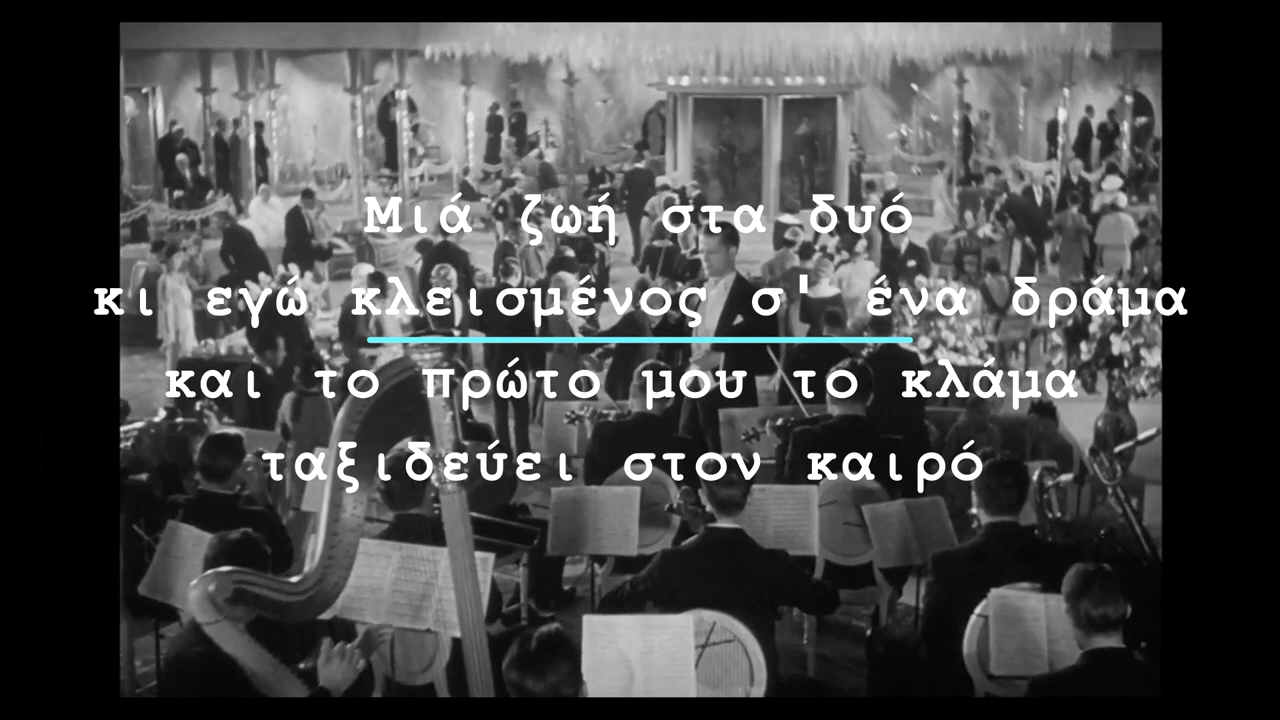 Μιά ζωή στα δυό
κι εγώ κλεισμένος σ' ένα δράμα
και το πρώτο μου το κλάμα
ταξιδεύει στον καιρό